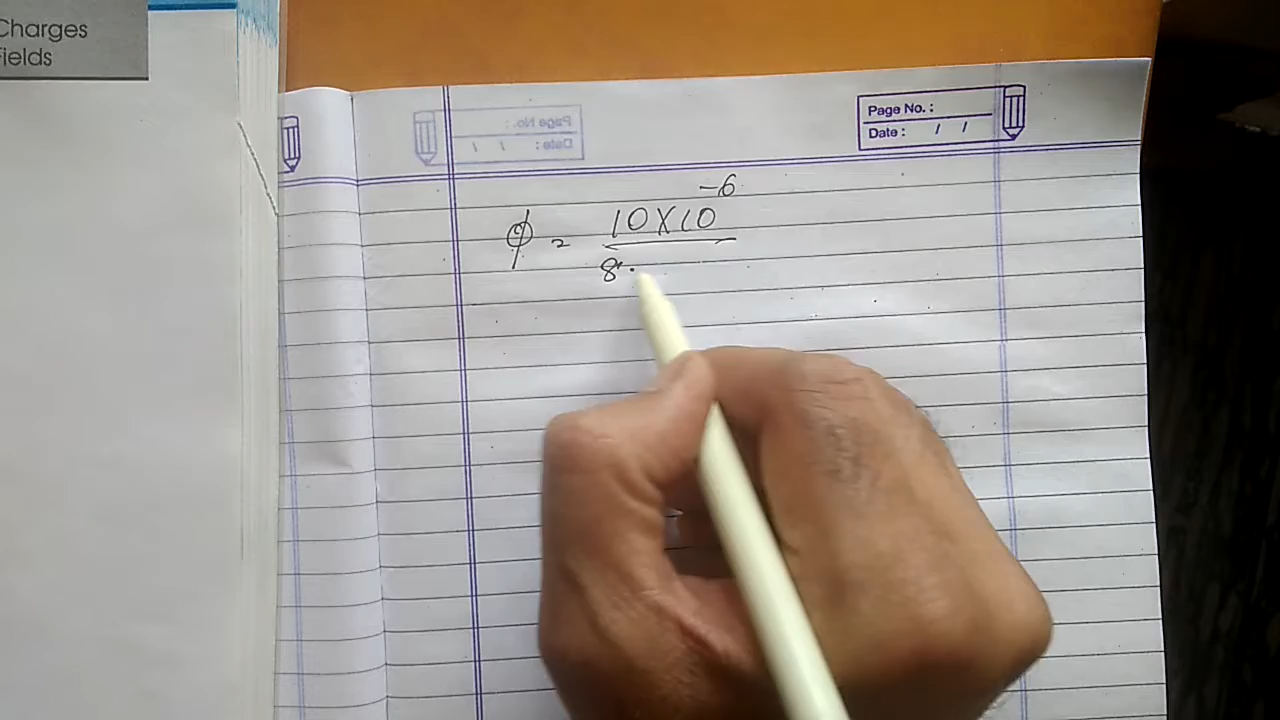 Charges
Fields
Page No. :
Date : / /
Page No. :
Date : / /
φ = 10 X 10⁻⁶
8.